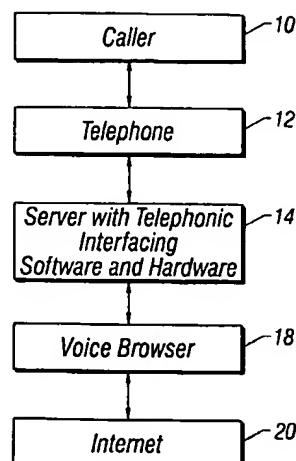 Caller 10
Telephone 12
Server with Telephonic 14
Interfacing
Software and Hardware
Voice Browser 18
Internet 20